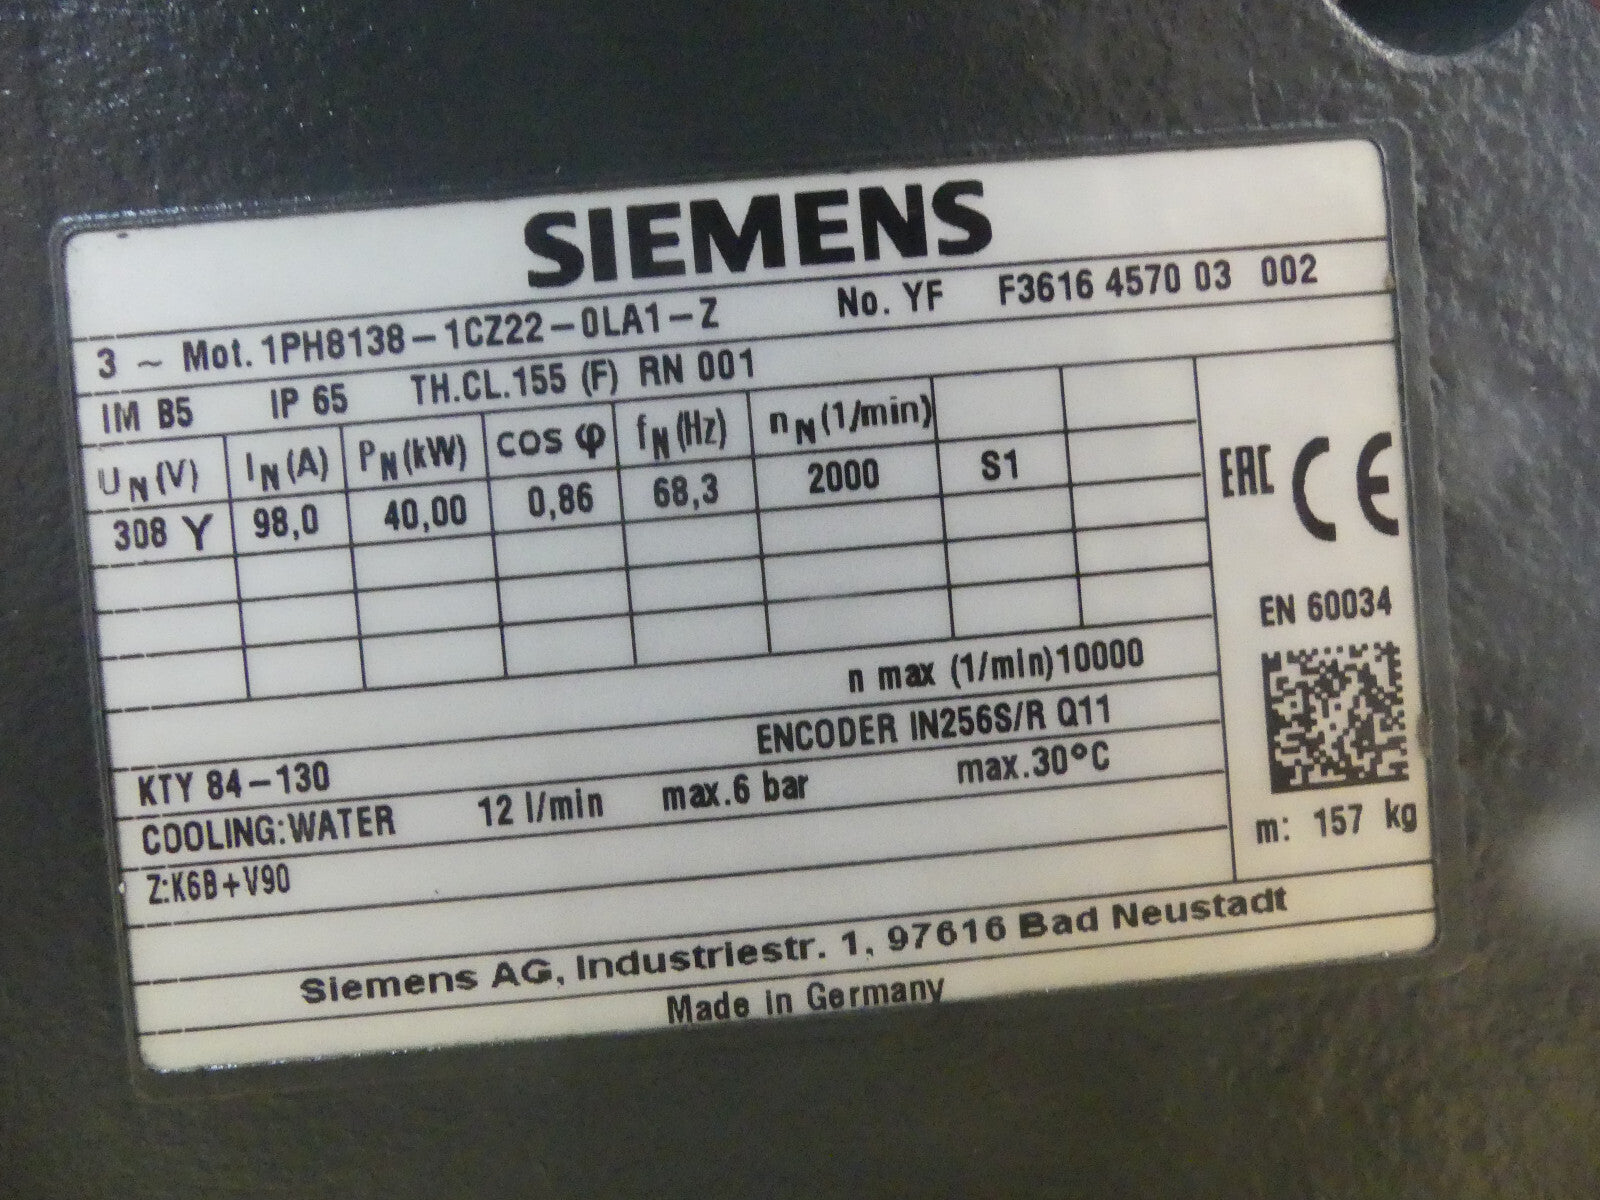 SIEMENS
3 ~ Mot. 1PH8138-1CZ22-0LA1-Z No. YF F3616 4570 03 002
IM B5 IP 65 TH.CL.155 (F) RN 001
UN(V) IN(A) PN(kW) cos φ fN(Hz) nN(1/min)
308 Y 98,0 40,00 0,86 68,3 2000 S1
EAC CE
EN 60034
n max (1/min)10000
KTY 84-130 ENCODER IN256S/R Q11
COOLING:WATER 12 l/min max.6 bar max.30°C
m: 157 kg
Z:K6B+V90
Siemens AG, Industriestr. 1, 97616 Bad Neustadt
Made in Germany